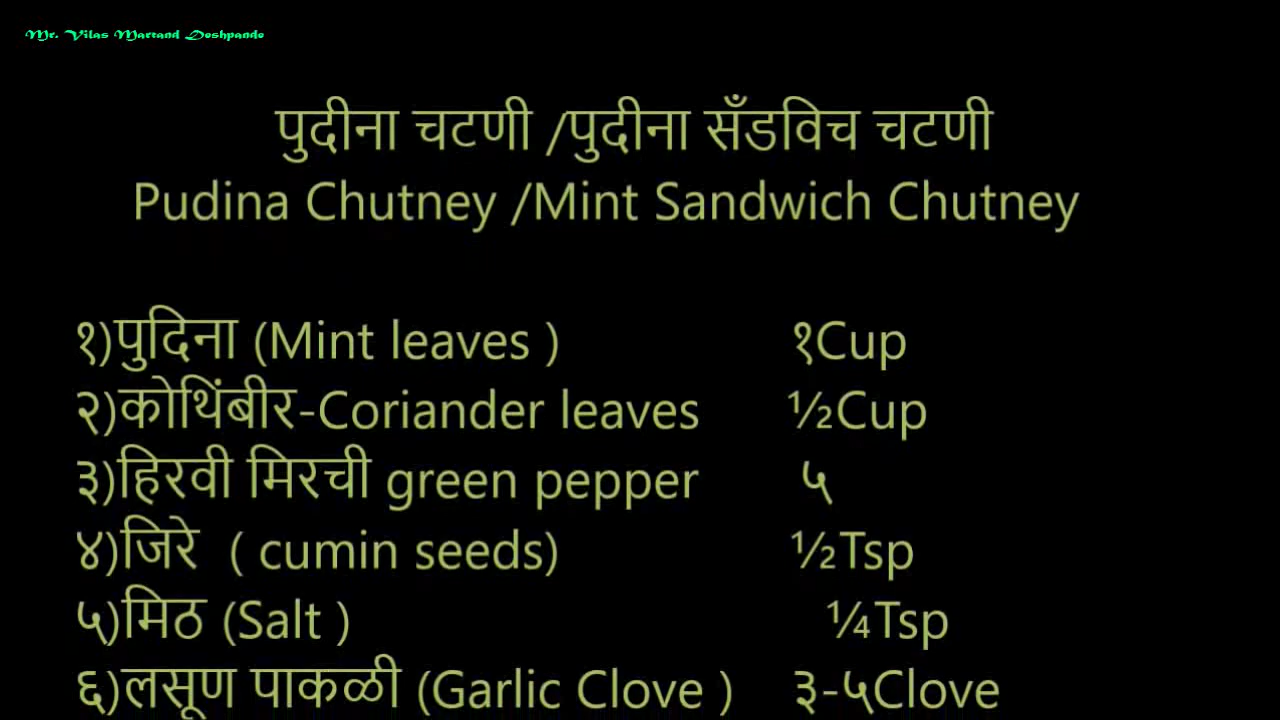 Mr. Vilas Martand Deshpande
पुदीना चटणी /पुदीना सँडविच चटणी
Pudina Chutney /Mint Sandwich Chutney
१)पुदिना (Mint leaves ) १Cup
२)कोथिंबीर-Coriander leaves ½Cup
३)हिरवी मिरची green pepper ५
४)जिरे ( cumin seeds) ½Tsp
५)मिठ (Salt ) ¼Tsp
६)लसूण पाकळी (Garlic Clove ) ३-५Clove